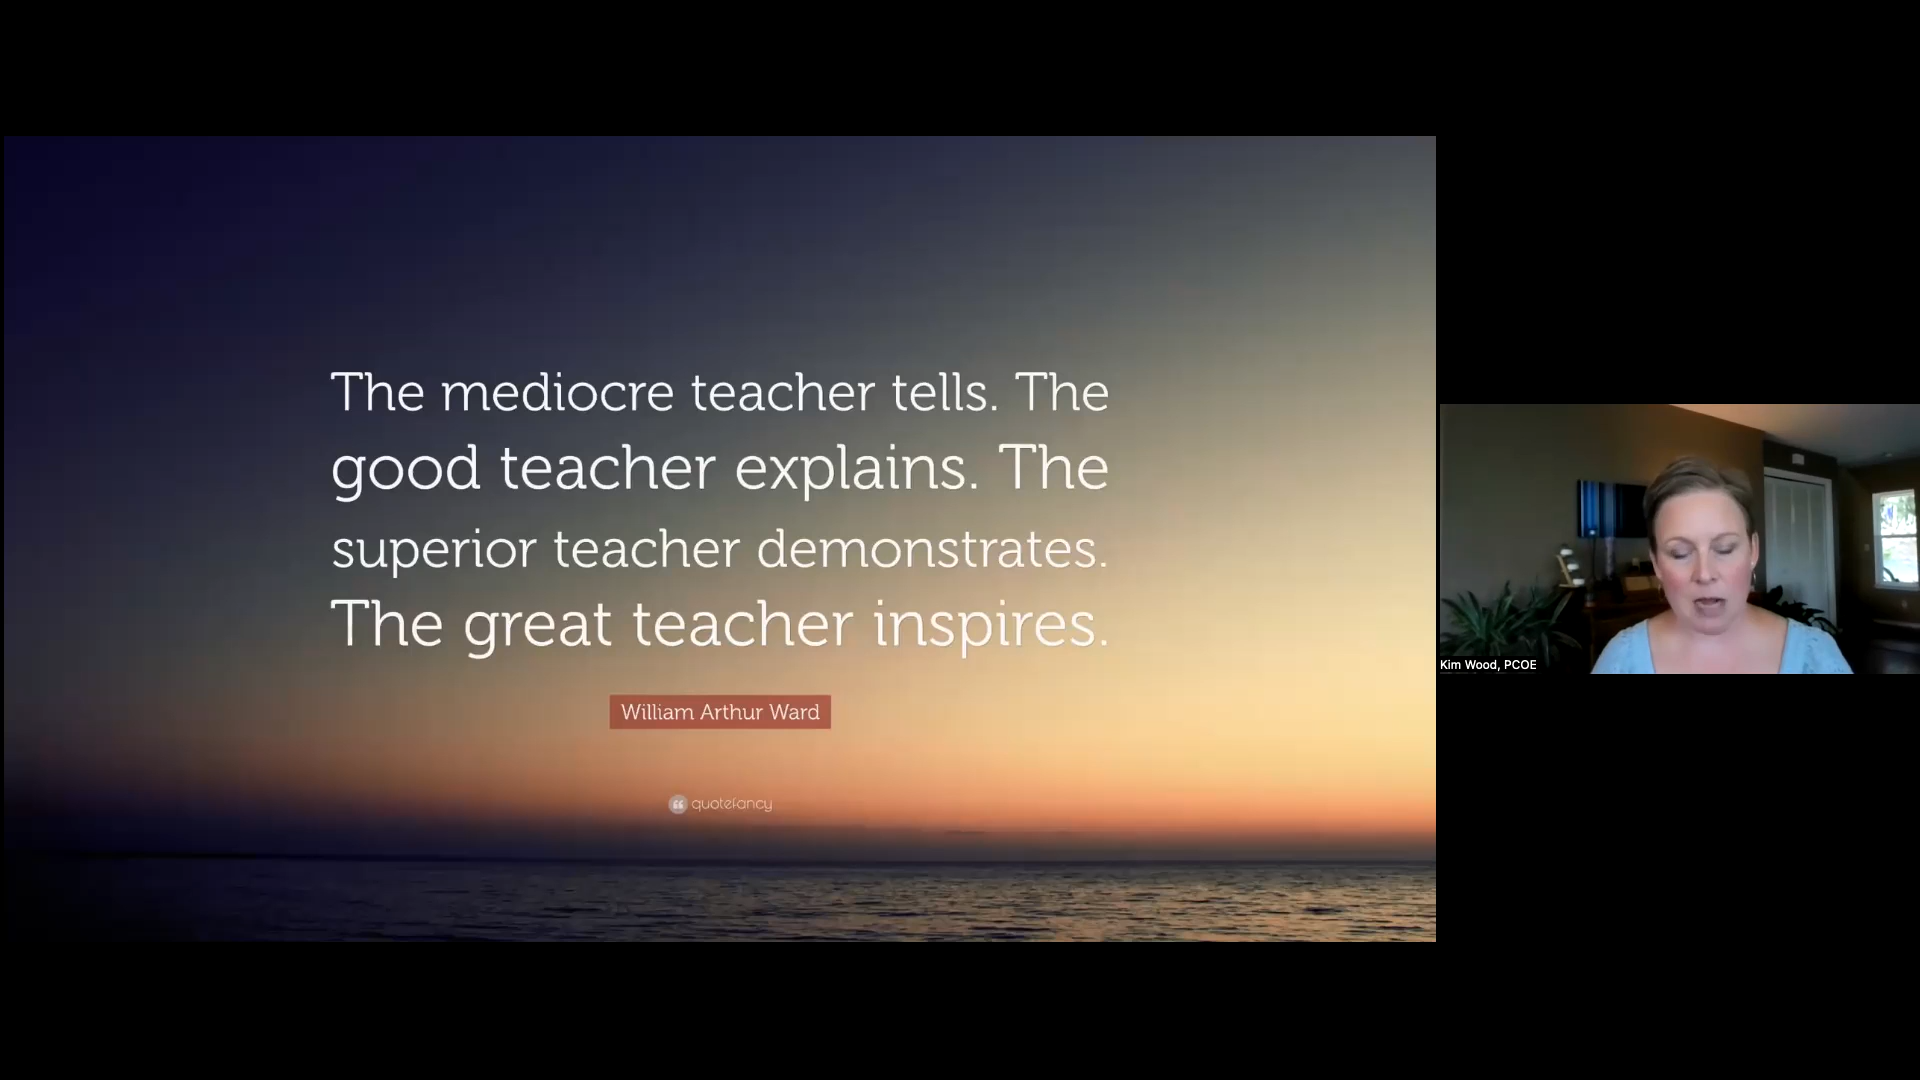 The mediocre teacher tells. The
good teacher explains. The
superior teacher demonstrates.
The great teacher inspires.
William Arthur Ward
quotefancy
Kim Wood, PCOE